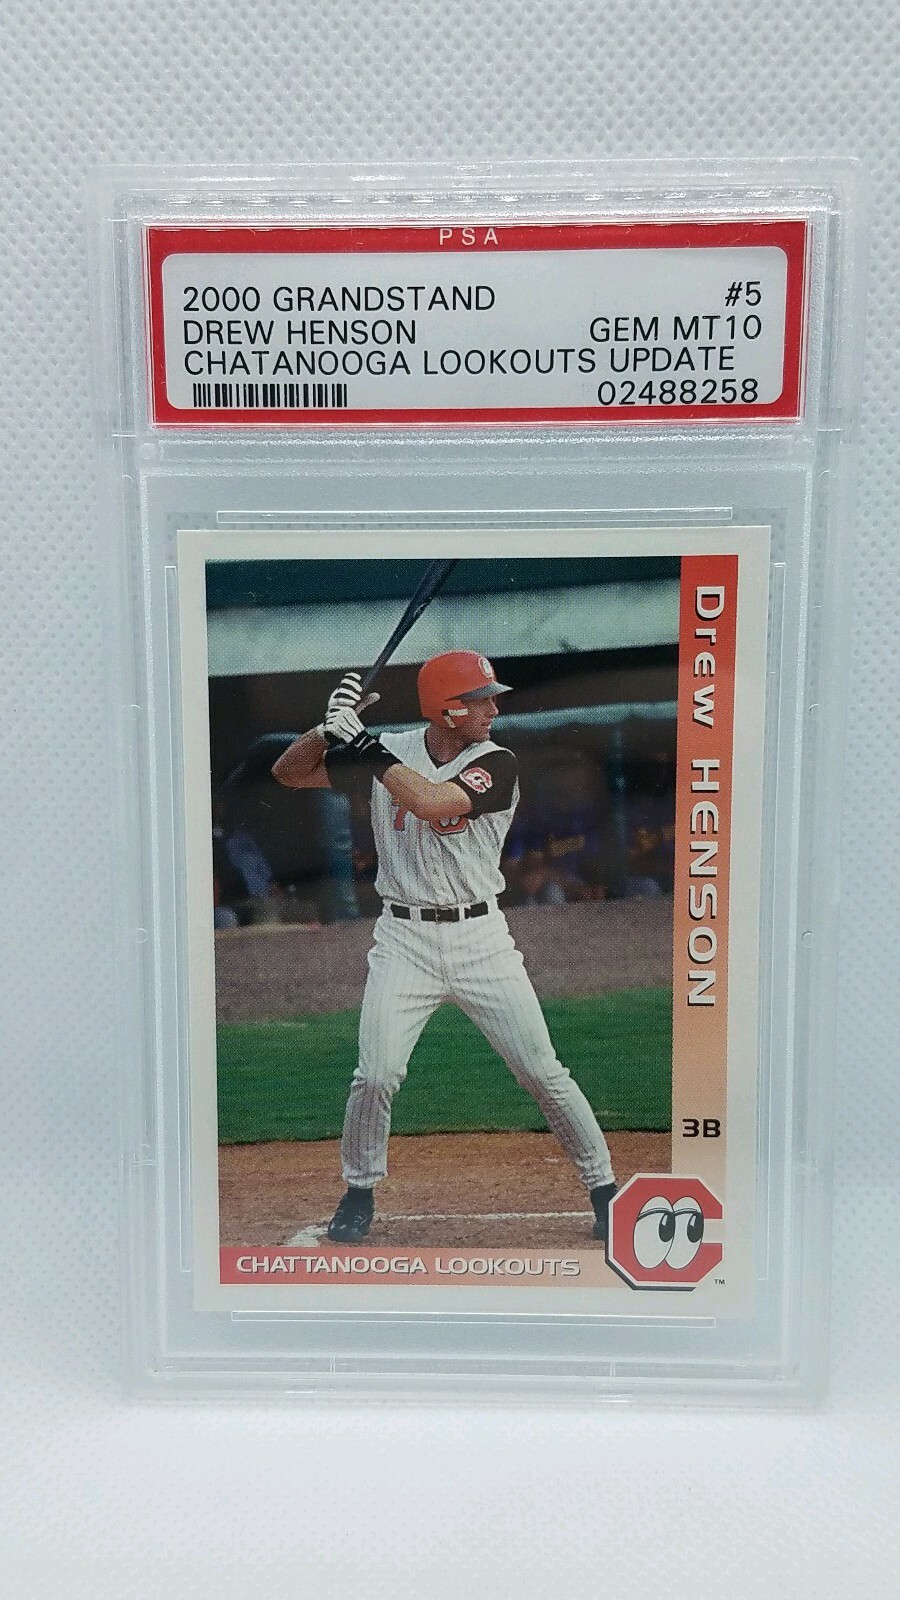 PSA
2000 GRANDSTAND #5
DREW HENSON GEM MT10
CHATANOOGA LOOKOUTS UPDATE
02488258
Drew HENSON
3B
CHATTANOOGA LOOKOUTS
C
TM